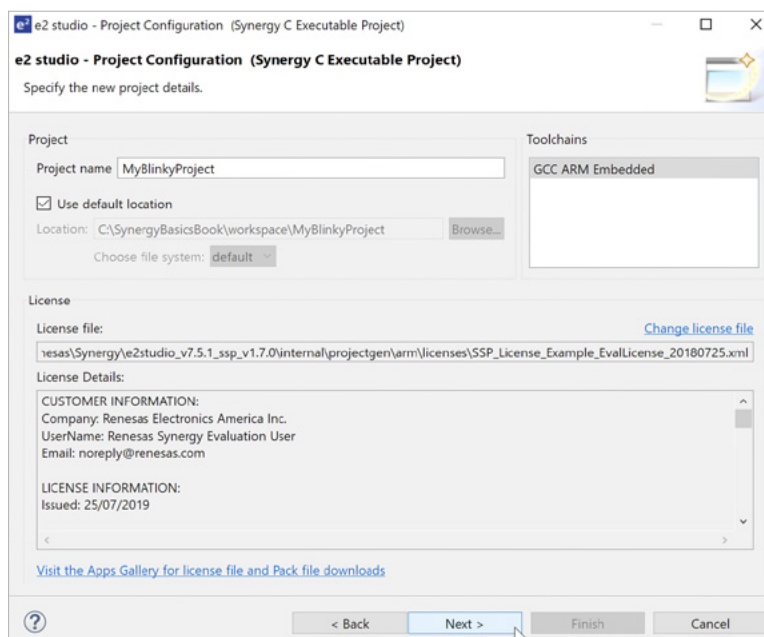 e² e2 studio - Project Configuration (Synergy C Executable Project)
e2 studio - Project Configuration (Synergy C Executable Project)
Specify the new project details.
Project
Project name MyBlinkyProject
Use default location
Location: C:\SynergyBasicsBook\workspace\MyBlinkyProject Browse...
Choose file system: default
Toolchains
GCC ARM Embedded
License
License file: Change license file
nesas\Synergy\e2studio_v7.5.1_ssp_v1.7.0\internal\projectgen\arm\licenses\SSP_License_Example_EvalLicense_20180725.xml
License Details:
CUSTOMER INFORMATION:
Company: Renesas Electronics America Inc.
UserName: Renesas Synergy Evaluation User
Email: noreply@renesas.com
LICENSE INFORMATION:
Issued: 25/07/2019
Visit the Apps Gallery for license file and Pack file downloads
? < Back Next > Finish Cancel